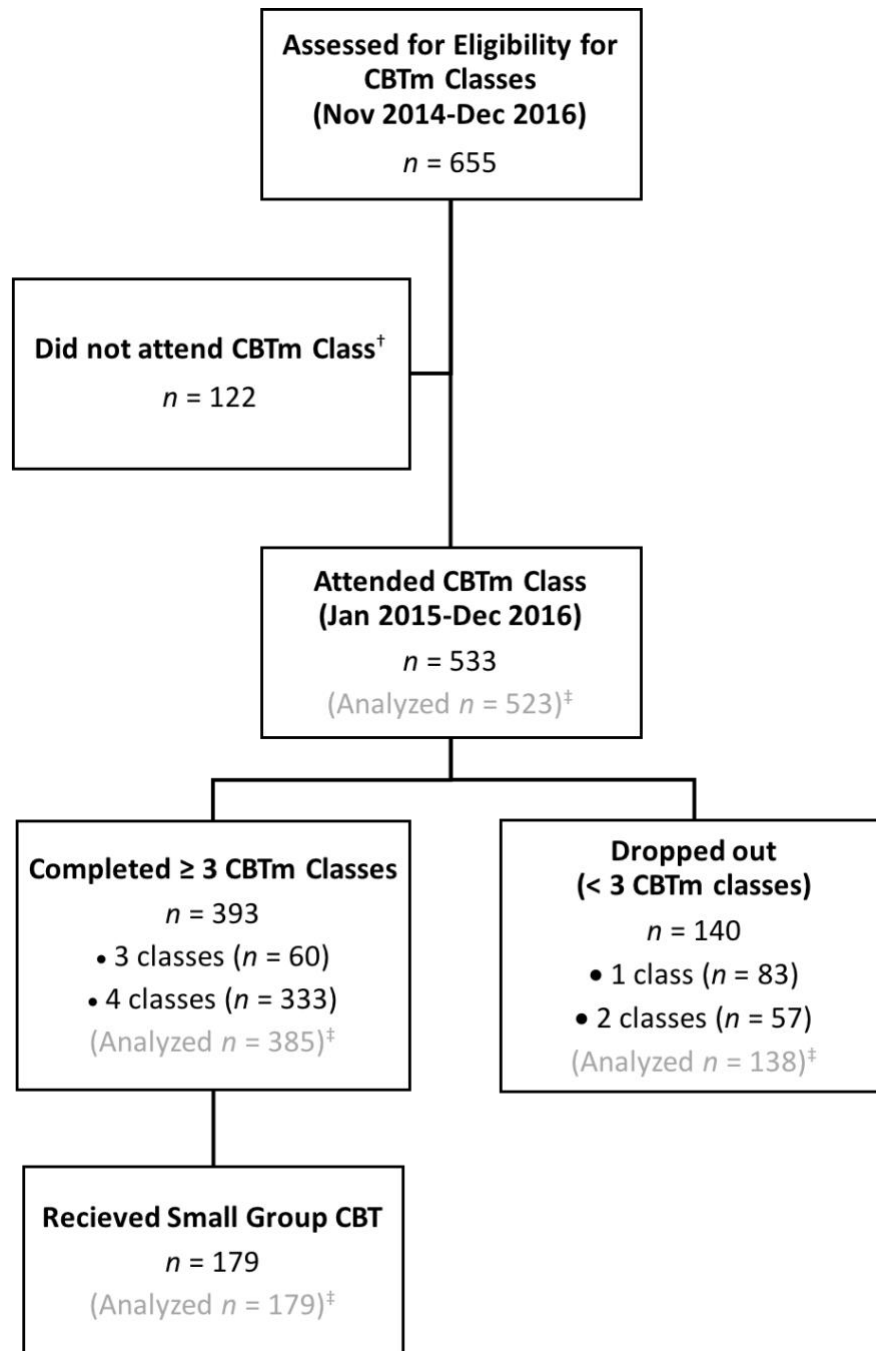 Assessed for Eligibility for
CBTm Classes
(Nov 2014-Dec 2016)
n = 655
Did not attend CBTm Class†
n = 122
Attended CBTm Class
(Jan 2015-Dec 2016)
n = 533
(Analyzed n = 523)‡
Completed ≥ 3 CBTm Classes
n = 393
• 3 classes (n = 60)
• 4 classes (n = 333)
(Analyzed n = 385)‡
Dropped out
(< 3 CBTm classes)
n = 140
• 1 class (n = 83)
• 2 classes (n = 57)
(Analyzed n = 138)‡
Recieved Small Group CBT
n = 179
(Analyzed n = 179)‡